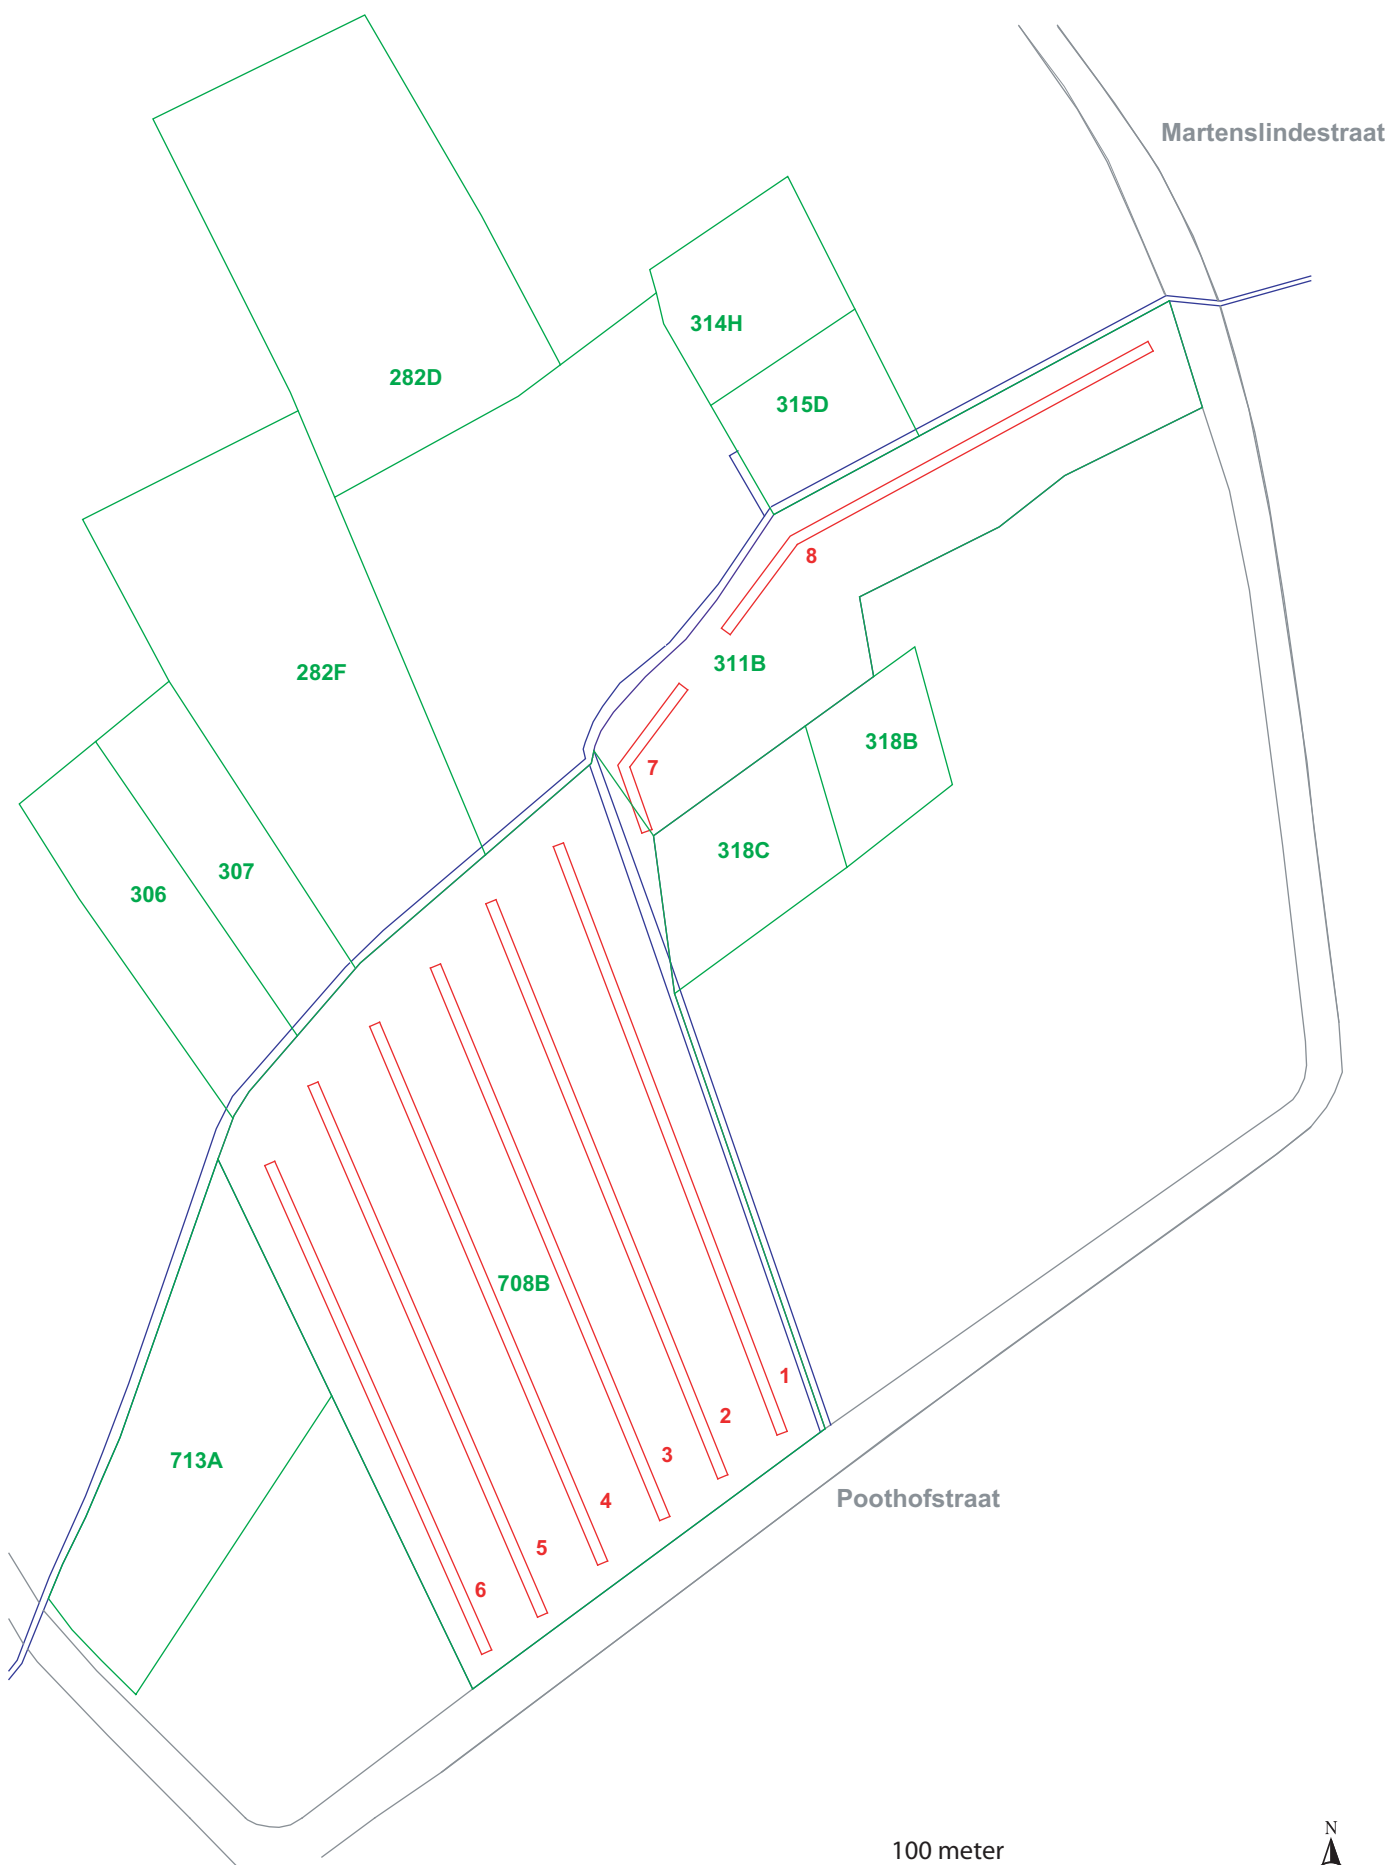 Martenslindestraat
314H
282D
315D
8
311B
282F
318B
7
318C
307
306
708B
1
2
3
713A
Poothofstraat
4
5
6
N
100 meter